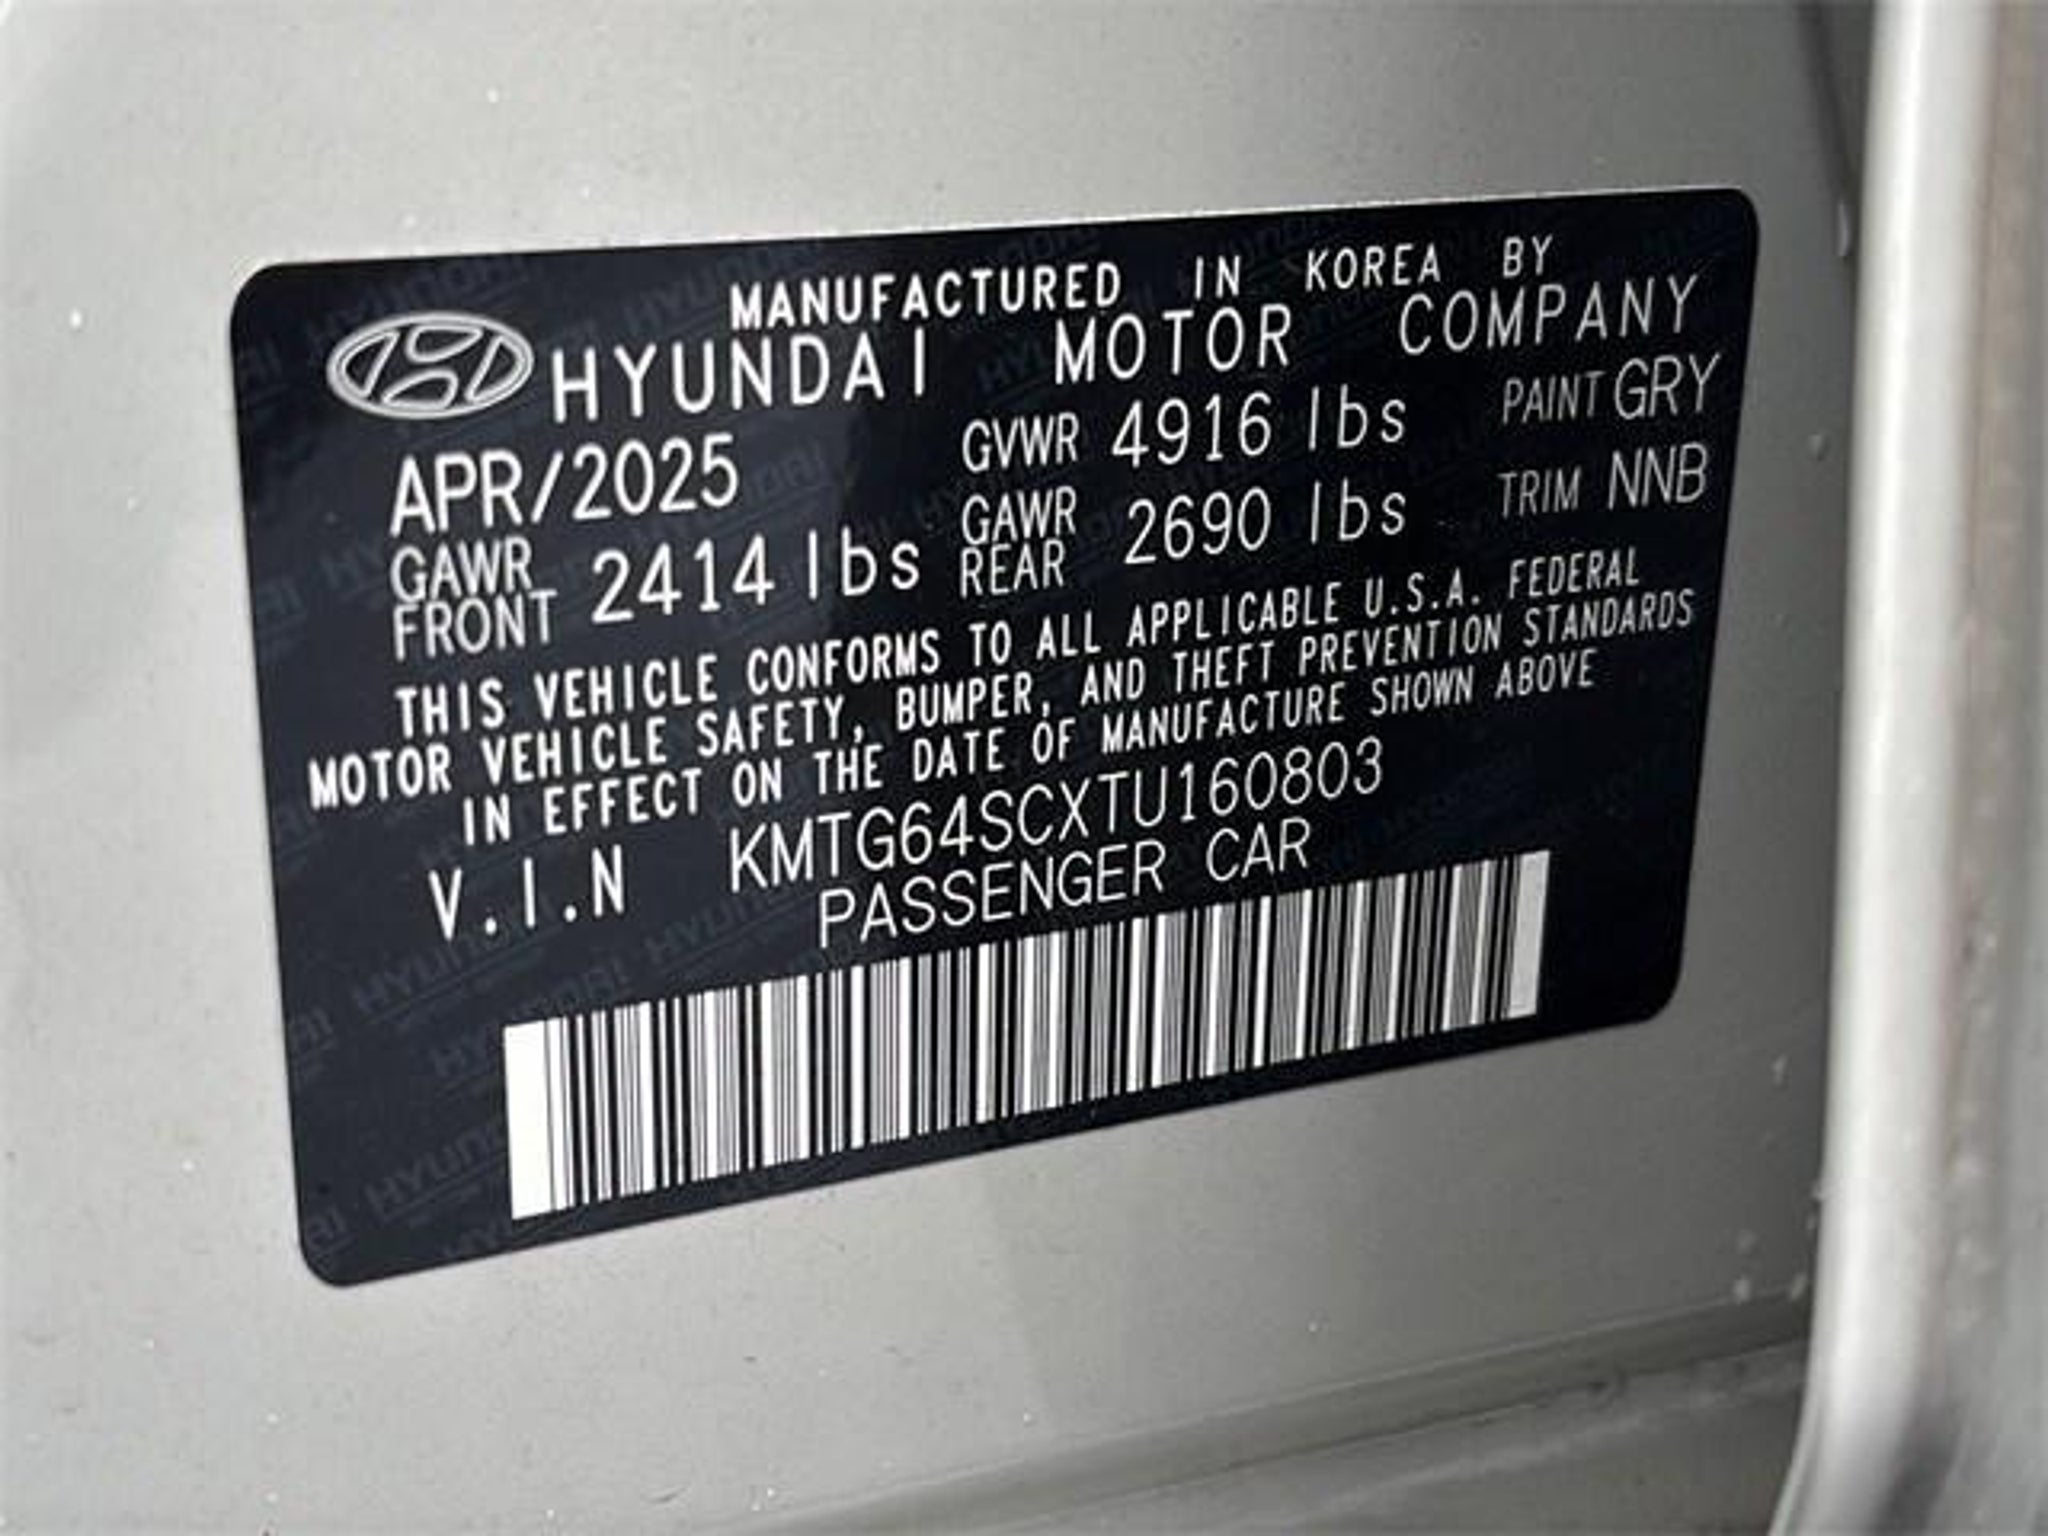 MANUFACTURED IN KOREA BY
HYUNDAI MOTOR COMPANY
APR/2025 GVWR 4916 lbs PAINT GRY
GAWR FRONT 2414 lbs GAWR REAR 2690 lbs TRIM NNB
THIS VEHICLE CONFORMS TO ALL APPLICABLE U.S.A. FEDERAL
MOTOR VEHICLE SAFETY, BUMPER, AND THEFT PREVENTION STANDARDS
IN EFFECT ON THE DATE OF MANUFACTURE SHOWN ABOVE
V.I.N KMTG64SCXTU160803
PASSENGER CAR